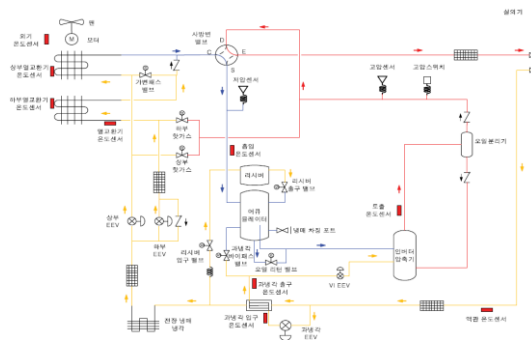 실외기
팬
모터
외기
온도센서
사방변
밸브
D
C
E
S
상부열교환기
온도센서
가변패스
밸브
고압센서
고압스위치
저압센서
하부열교환기
온도센서
열교환기
온도센서
하부
핫가스
상부
핫가스
흡입
온도센서
오일분리기
리시버
리시버
출구 밸브
어큐
뮬레이터
냉매 차징 포트
토출
온도센서
상부
EEV
하부
EEV
리시버
입구 밸브
과냉각
바이패스
밸브
오일 리턴 밸브
인버터
압축기
VI EEV
과냉각 출구
온도센서
전장 냉매
냉각
과냉각 입구
온도센서
과냉각
EEV
액관 온도센서